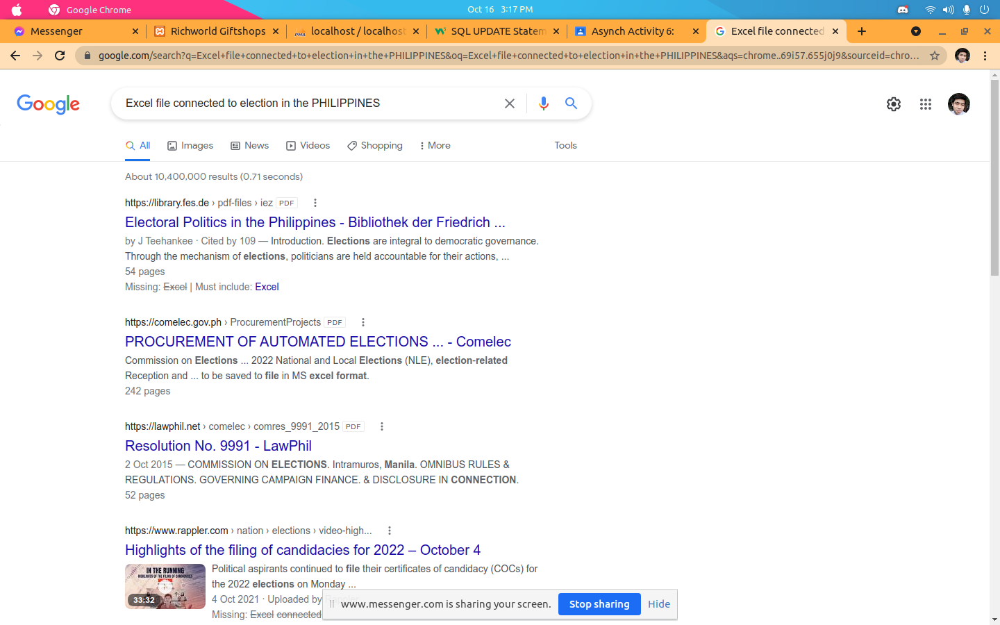 Google Chrome
Oct 16 3:17 PM
Messenger
Richworld Giftshops
localhost / localhost
SQL UPDATE Statem
Asynch Activity 6:
Excel file connected
google.com/search?q=Excel+file+connected+to+election+in+the+PHILIPPINES&oq=Excel+file+connected+to+election+in+the+PHILIPPINES&aqs=chrome..69i57.655j0j9&sourceid=chro...
Google
Excel file connected to election in the PHILIPPINES
All
Images
News
Videos
Shopping
More
Tools
About 10,400,000 results (0.71 seconds)
https://library.fes.de › pdf-files › iez PDF
Electoral Politics in the Philippines - Bibliothek der Friedrich ...
by J Teehankee · Cited by 109 — Introduction. Elections are integral to democratic governance.
Through the mechanism of elections, politicians are held accountable for their actions, ...
54 pages
Missing: Excel | Must include: Excel
https://comelec.gov.ph › ProcurementProjects PDF
PROCUREMENT OF AUTOMATED ELECTIONS ... - Comelec
Commission on Elections ... 2022 National and Local Elections (NLE), election-related
Reception and ... to be saved to file in MS excel format.
242 pages
https://lawphil.net › comelec › comres_9991_2015 PDF
Resolution No. 9991 - LawPhil
2 Oct 2015 — COMMISSION ON ELECTIONS. Intramuros, Manila. OMNIBUS RULES &
REGULATIONS. GOVERNING CAMPAIGN FINANCE. & DISCLOSURE IN CONNECTION.
52 pages
https://www.rappler.com › nation › elections › video-high...
Highlights of the filing of candidacies for 2022 – October 4
IN THE RUNNING
HIGHLIGHTS OF THE FILING OF CANDIDACIES
33:32
Political aspirants continued to file their certificates of candidacy (COCs) for
the 2022 elections on Monday ...
4 Oct 2021 · Uploaded by
Missing: Excel connected
www.messenger.com is sharing your screen.
Stop sharing
Hide